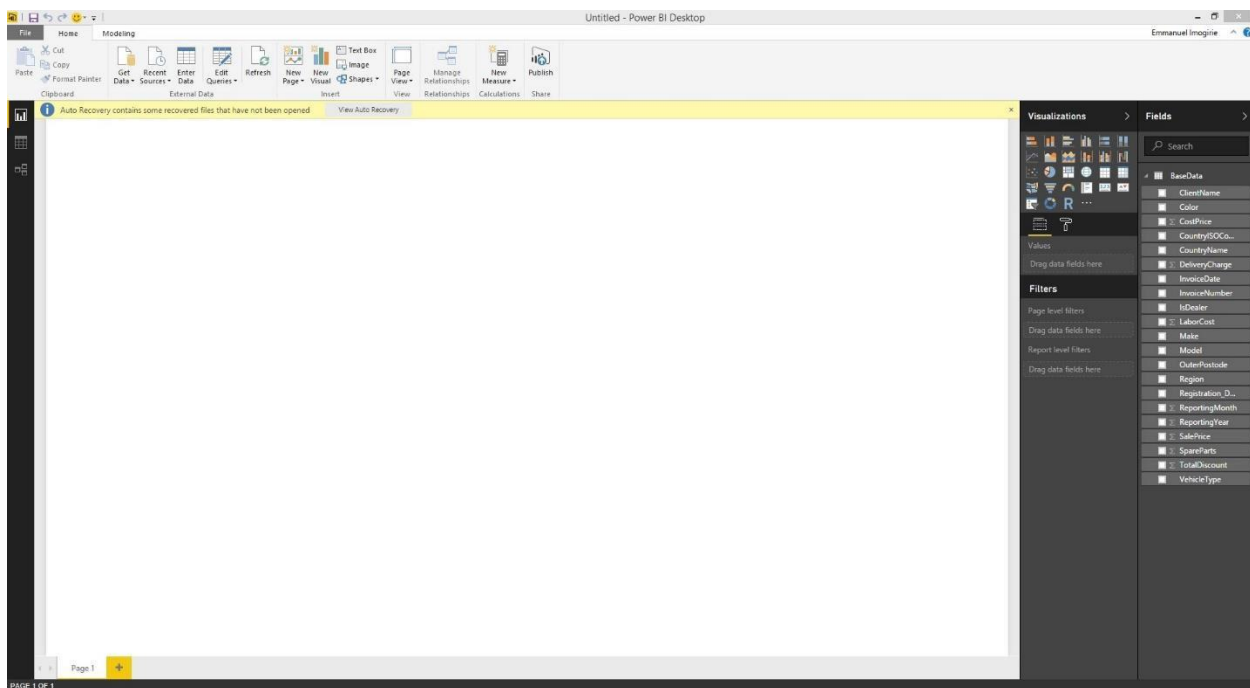 Untitled - Power BI Desktop
File Home Modeling Emmanuel Imogirie
Paste
Cut
Copy
Format Painter
Clipboard
Get Data
Recent Sources
Enter Data
Edit Queries
Refresh
External Data
New Page
New Visual
Text Box
Image
Shapes
Insert
Page View
View
Manage Relationships
Relationships
New Measure
Calculations
Publish
Share
Auto Recovery contains some recovered files that have not been opened View Auto Recovery
Visualizations
R
Values
Drag data fields here
Filters
Page level filters
Drag data fields here
Report level filters
Drag data fields here
Fields
Search
BaseData
ClientName
Color
Σ CostPrice
CountryISOCo...
CountryName
Σ DeliveryCharge
InvoiceDate
InvoiceNumber
IsDealer
Σ LaborCost
Make
Model
OuterPostode
Region
Registration_D...
Σ ReportingMonth
Σ ReportingYear
Σ SalePrice
Σ SpareParts
Σ TotalDiscount
VehicleType
Page 1
PAGE 1 OF 1